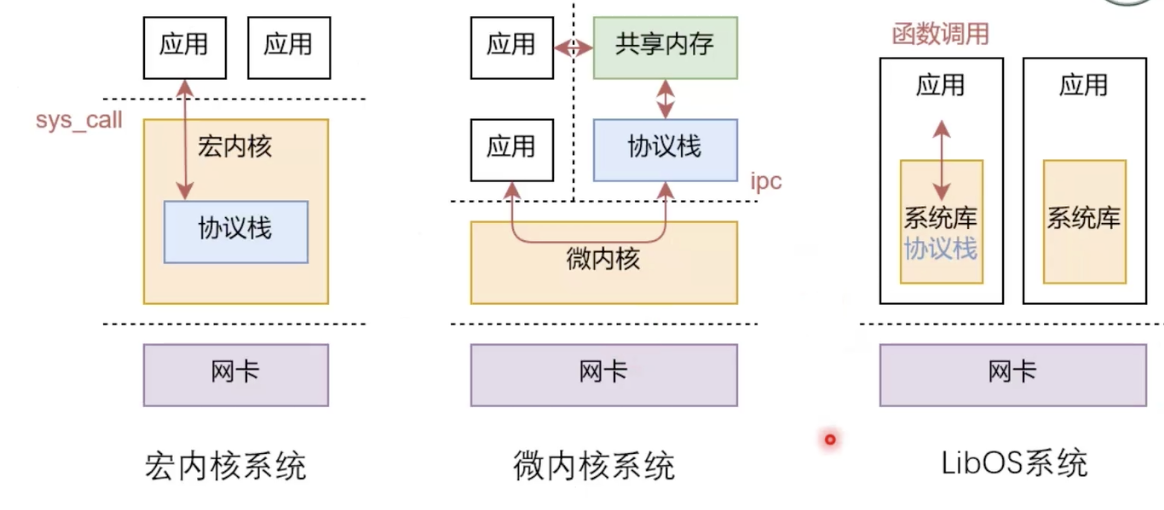 应用
应用
sys_call
宏内核
协议栈
网卡
宏内核系统
应用
共享内存
应用
协议栈
ipc
微内核
网卡
微内核系统
函数调用
应用
系统库
协议栈
应用
系统库
网卡
LibOS系统